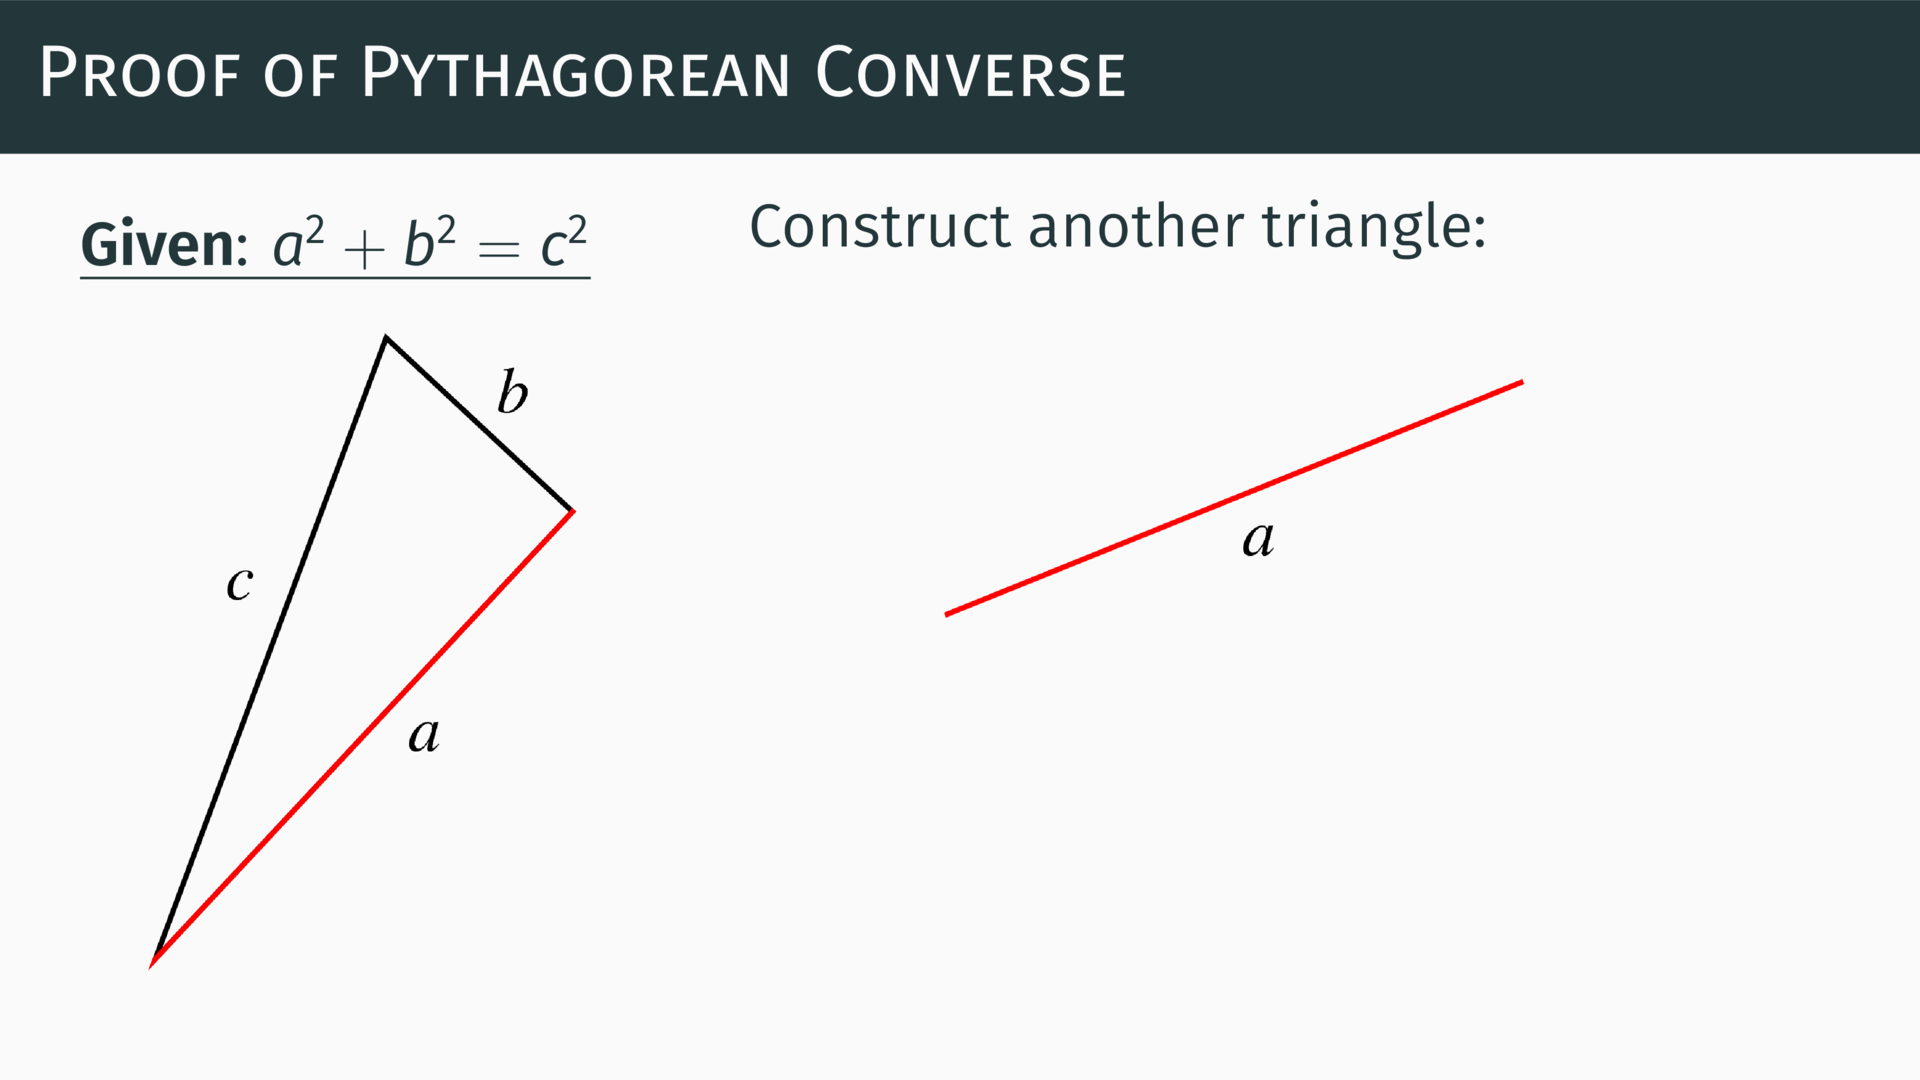 PROOF OF PYTHAGOREAN CONVERSE
Given: a² + b² = c²
Construct another triangle:
b
c
a
a